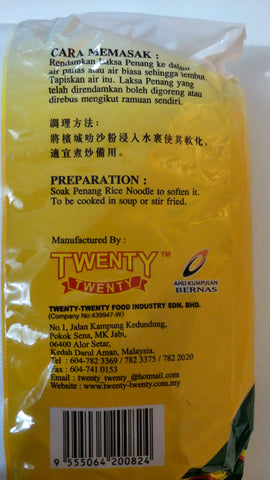 CARA MEMASAK :
Rendamkan Laksa Penang ke dalam
air panas atau air biasa sehingga lembut.
Tapiskan air itu. Laksa Penang yang
telah direndamkan boleh digoreng atau
direbus mengikut ramuan sendiri.
調理方法:
將檳城叻沙粉浸入水裏使其軟化,
適宜煮炒備用。
PREPARATION :
Soak Penang Rice Noodle to soften it.
To be cooked in soup or stir fried.
Manufactured By :
TWENTY™
TWENTY
AHLI KUMPULAN
BERNAS
TWENTY-TWENTY FOOD INDUSTRY SDN. BHD.
(Company No:439947-W)
No.1, Jalan Kampung Kedundung,
Pokok Sena, MK Jabi,
06400 Alor Setar,
Kedah Darul Aman, Malaysia.
Tel : 604-782 3369 / 782 3375 / 782 2020
Fax : 604-741 0153
Email : twenty_twenty_@hotmail.com
Website : www.twenty-twenty.com.my
9 555064 200824